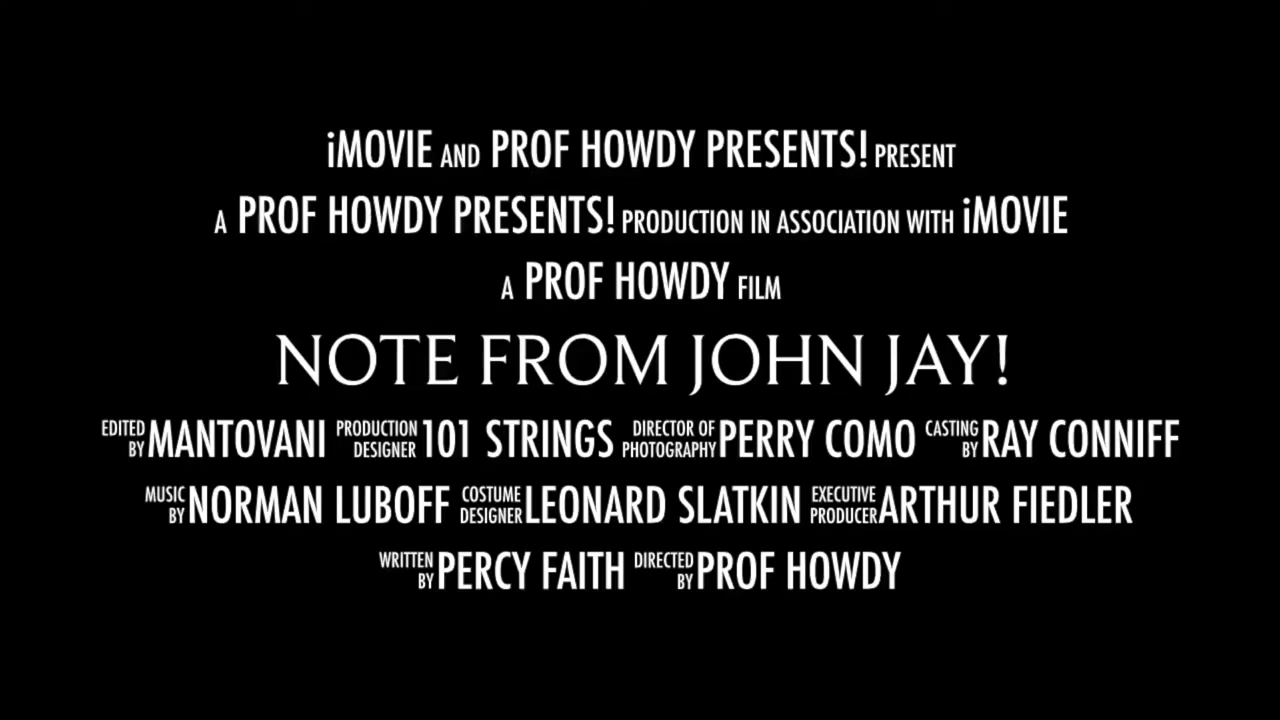 iMOVIE AND PROF HOWDY PRESENTS! PRESENT
A PROF HOWDY PRESENTS! PRODUCTION IN ASSOCIATION WITH iMOVIE
A PROF HOWDY FILM
NOTE FROM JOHN JAY!
EDITED BY MANTOVANI PRODUCTION DESIGNER 101 STRINGS DIRECTOR OF PHOTOGRAPHY PERRY COMO CASTING BY RAY CONNIFF
MUSIC BY NORMAN LUBOFF COSTUME DESIGNER LEONARD SLATKIN EXECUTIVE PRODUCER ARTHUR FIEDLER
WRITTEN BY PERCY FAITH DIRECTED BY PROF HOWDY